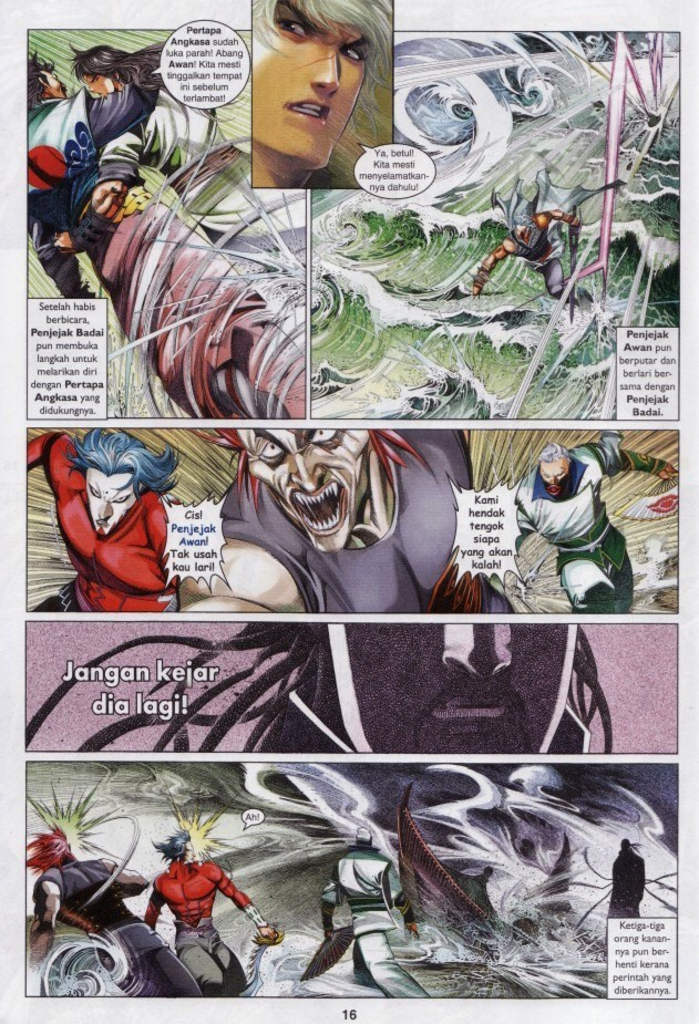 Pertapa
Angkasa sudah
luka parah! Abang
Awan! Kita mesti
tinggalkan tempat
ini sebelum
terlambat!
Ya, betul!
Kita mesti
menyelamatkan-
nya dahulu!
Setelah habis
berbicara,
Penjejak Badai
pun membuka
langkah untuk
melarikan diri
dengan Pertapa
Angkasa yang
didukungnya.
Penjejak
Awan pun
berputar dan
berlari ber-
sama dengan
Penjejak
Badai.
Cis!
Penjejak
Awan!
Tak usah
kau lari!
Kami
hendak
tengok
siapa
yang akan
kalah!
Jangan kejar
dia lagi!
Ah!
Ketiga-tiga
orang kanan-
nya pun ber-
henti kerana
perintah yang
diberikannya.
16